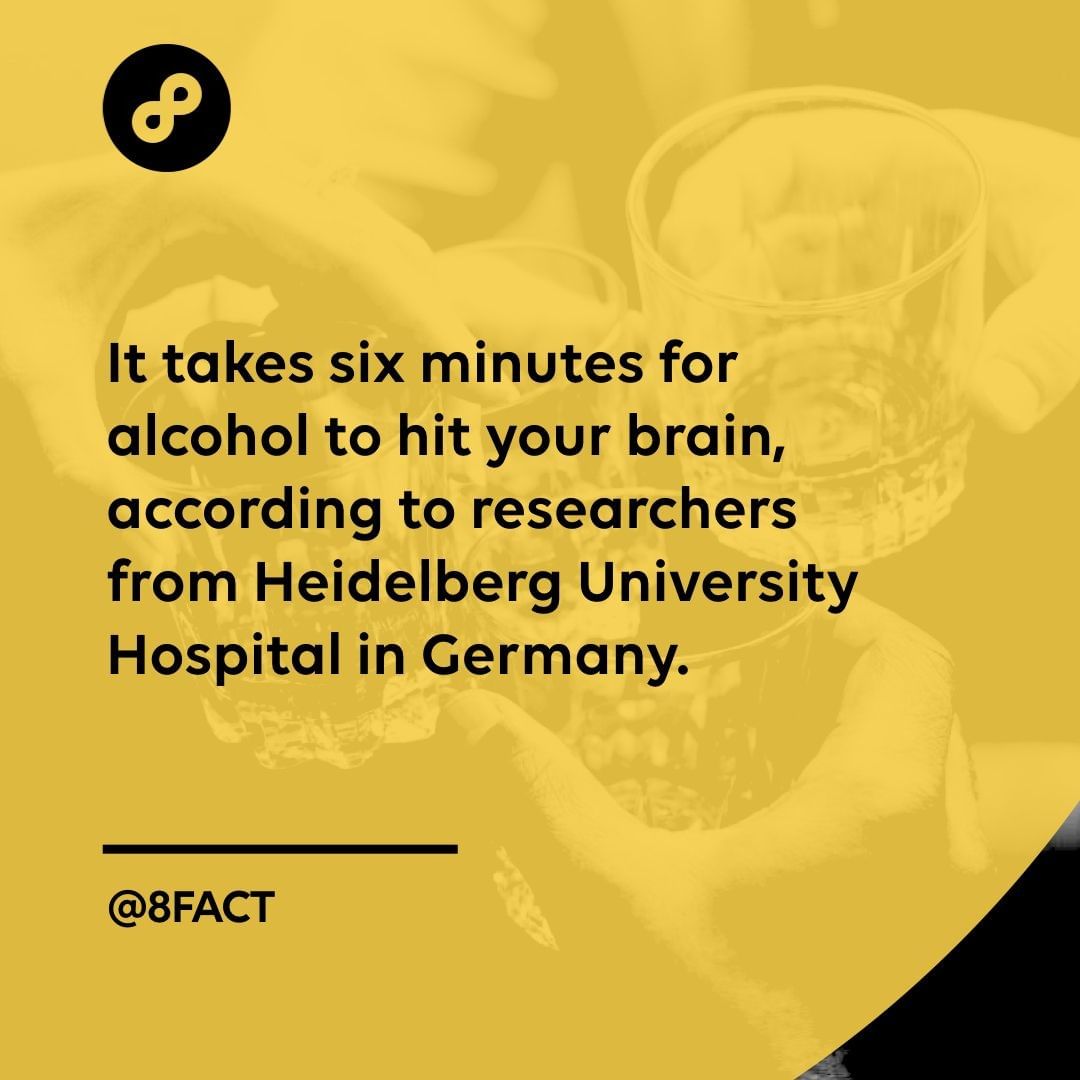 It takes six minutes for
alcohol to hit your brain,
according to researchers
from Heidelberg University
Hospital in Germany.
@8FACT